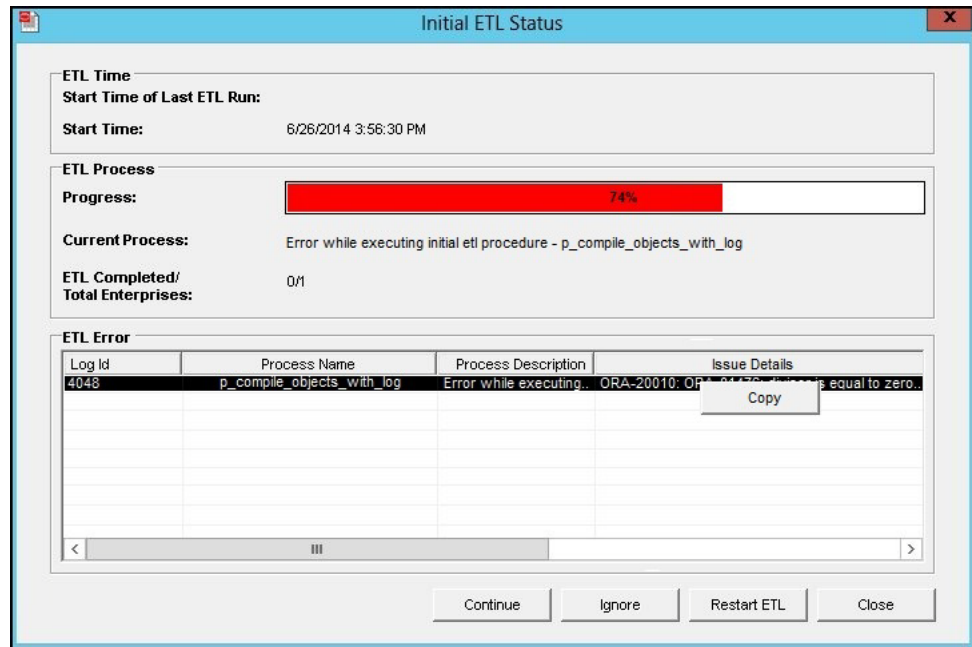 Initial ETL Status
x
ETL Time
Start Time of Last ETL Run:
Start Time: 6/26/2014 3:56:30 PM
ETL Process
Progress: 74%
Current Process: Error while executing initial etl procedure - p_compile_objects_with_log
ETL Completed/
Total Enterprises: 0/1
ETL Error
Log Id Process Name Process Description Issue Details
4048 p_compile_objects_with_log Error while executing.. ORA-20010: is equal to zero..
Copy
Continue Ignore Restart ETL Close